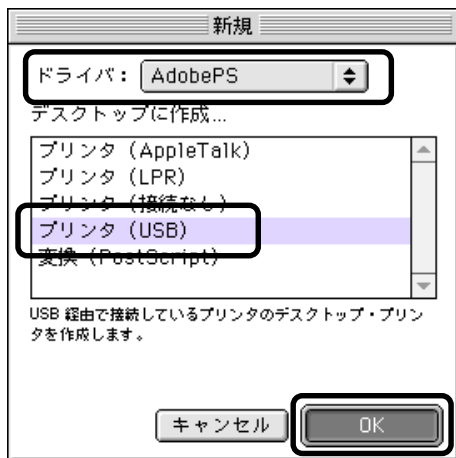 新規
ドライバ： AdobePS
デスクトップに作成...
プリンタ（AppleTalk）
プリンタ（LPR）
プリンタ（接続なし）
プリンタ（USB）
変換（PostScript）
USB 経由で接続しているプリンタのデスクトップ・プリン
タを作成します。
キャンセル OK